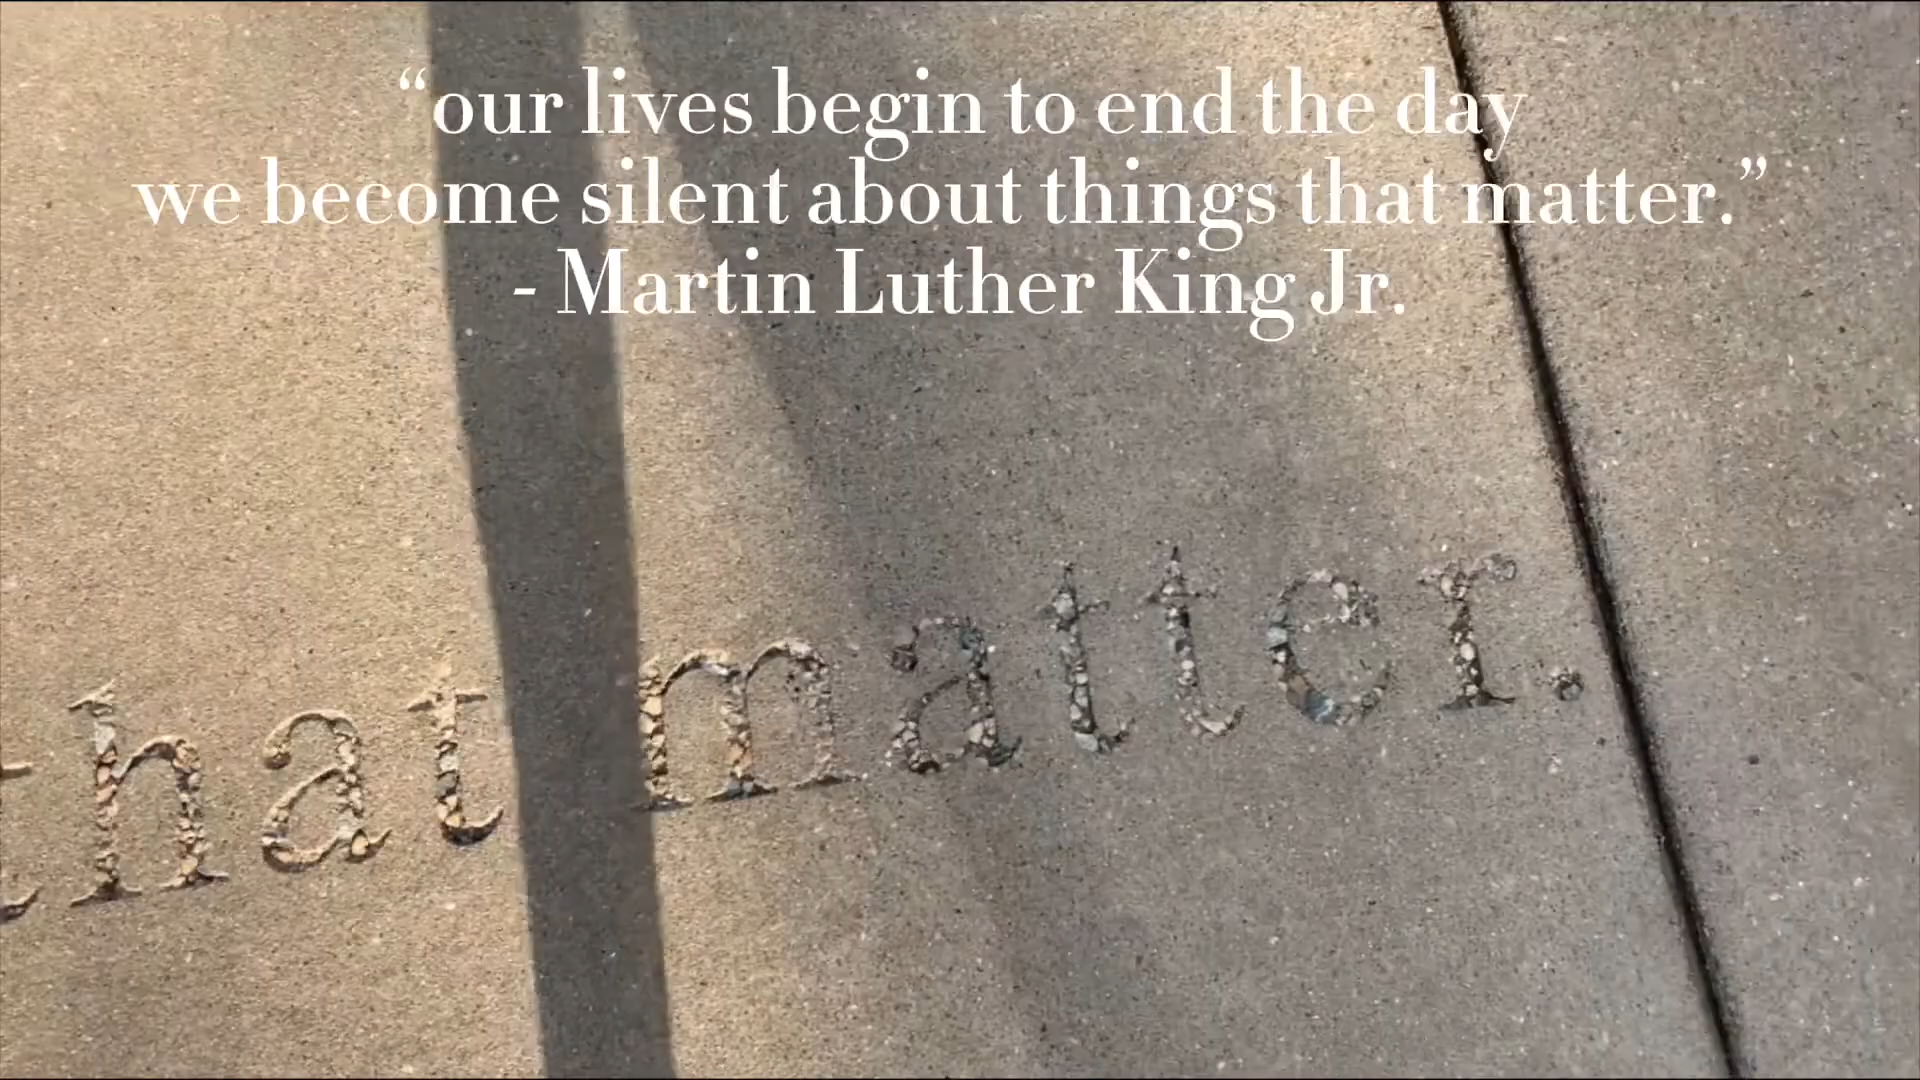 “our lives begin to end the day
we become silent about things that matter.”
- Martin Luther King Jr.
that matter.